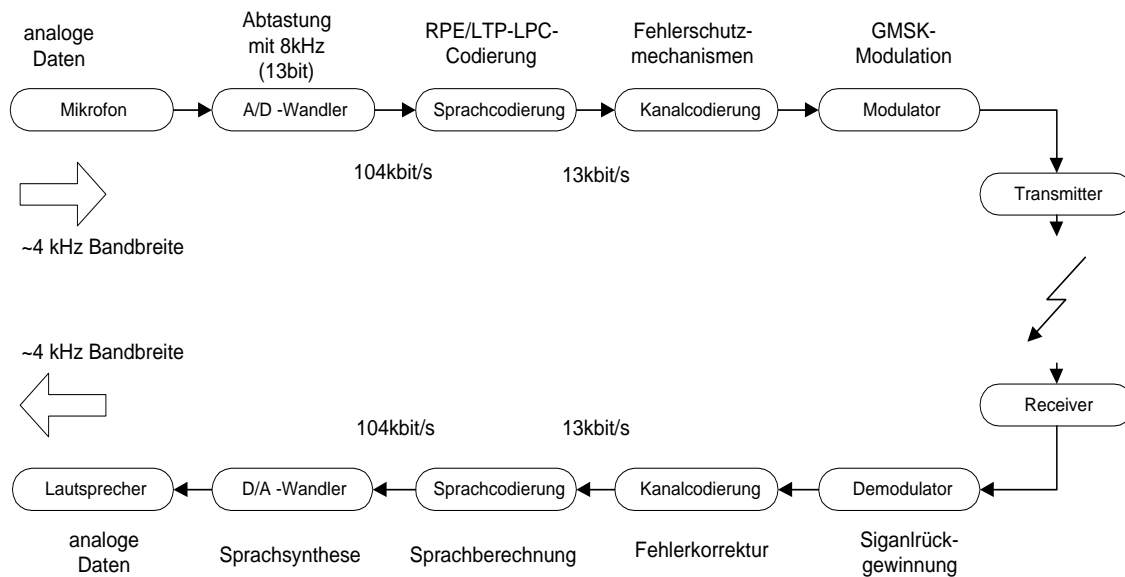 analoge
Daten
Abtastung
mit 8kHz
(13bit)
RPE/LTP-LPC-
Codierung
Fehlerschutz-
mechanismen
GMSK-
Modulation
Mikrofon
A/D -Wandler
Sprachcodierung
Kanalcodierung
Modulator
104kbit/s
13kbit/s
Transmitter
~4 kHz Bandbreite
~4 kHz Bandbreite
Receiver
104kbit/s
13kbit/s
Lautsprecher
D/A -Wandler
Sprachcodierung
Kanalcodierung
Demodulator
analoge
Daten
Sprachsynthese
Sprachberechnung
Fehlerkorrektur
Siganlrück-
gewinnung